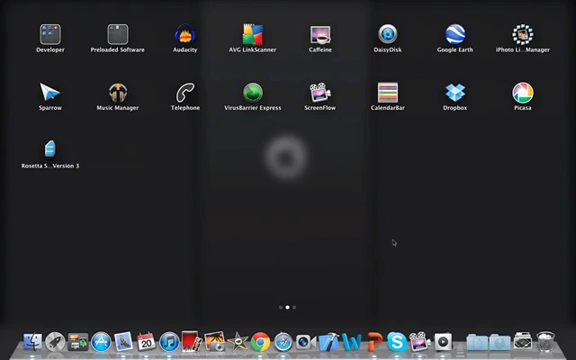 Developer
Preloaded Software
Audacity
AVG LinkScanner
Caffeine
DaisyDisk
Google Earth
iPhoto Li...Manager
Sparrow
Music Manager
Telephone
VirusBarrier Express
ScreenFlow
CalendarBar
Dropbox
Picasa
Rosetta S...Version 3
20